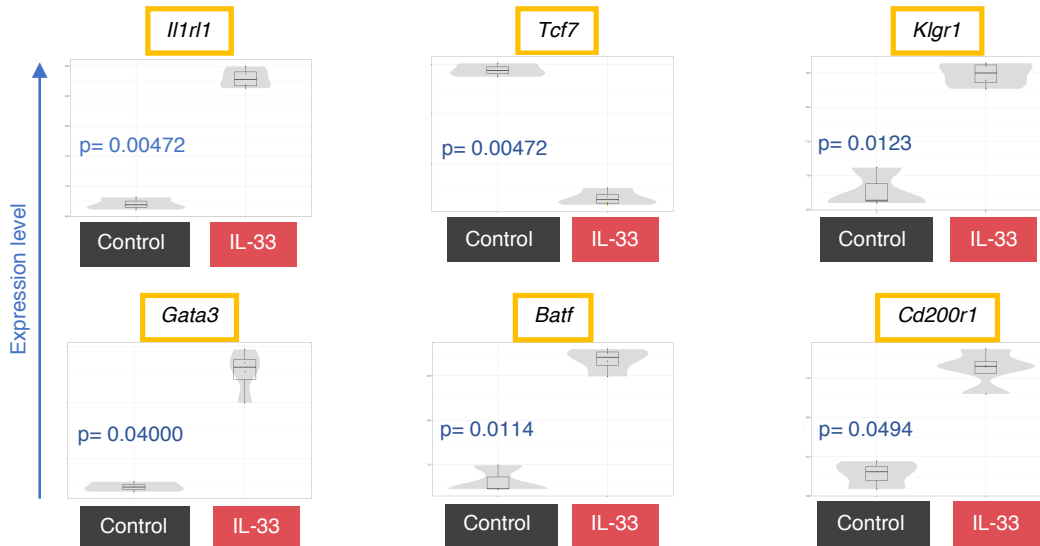 Il1rl1
Tcf7
Klgr1
p= 0.00472
p= 0.00472
p= 0.0123
Control
IL-33
Control
IL-33
Control
IL-33
Expression level
Gata3
Batf
Cd200r1
p= 0.04000
p= 0.0114
p= 0.0494
Control
IL-33
Control
IL-33
Control
IL-33